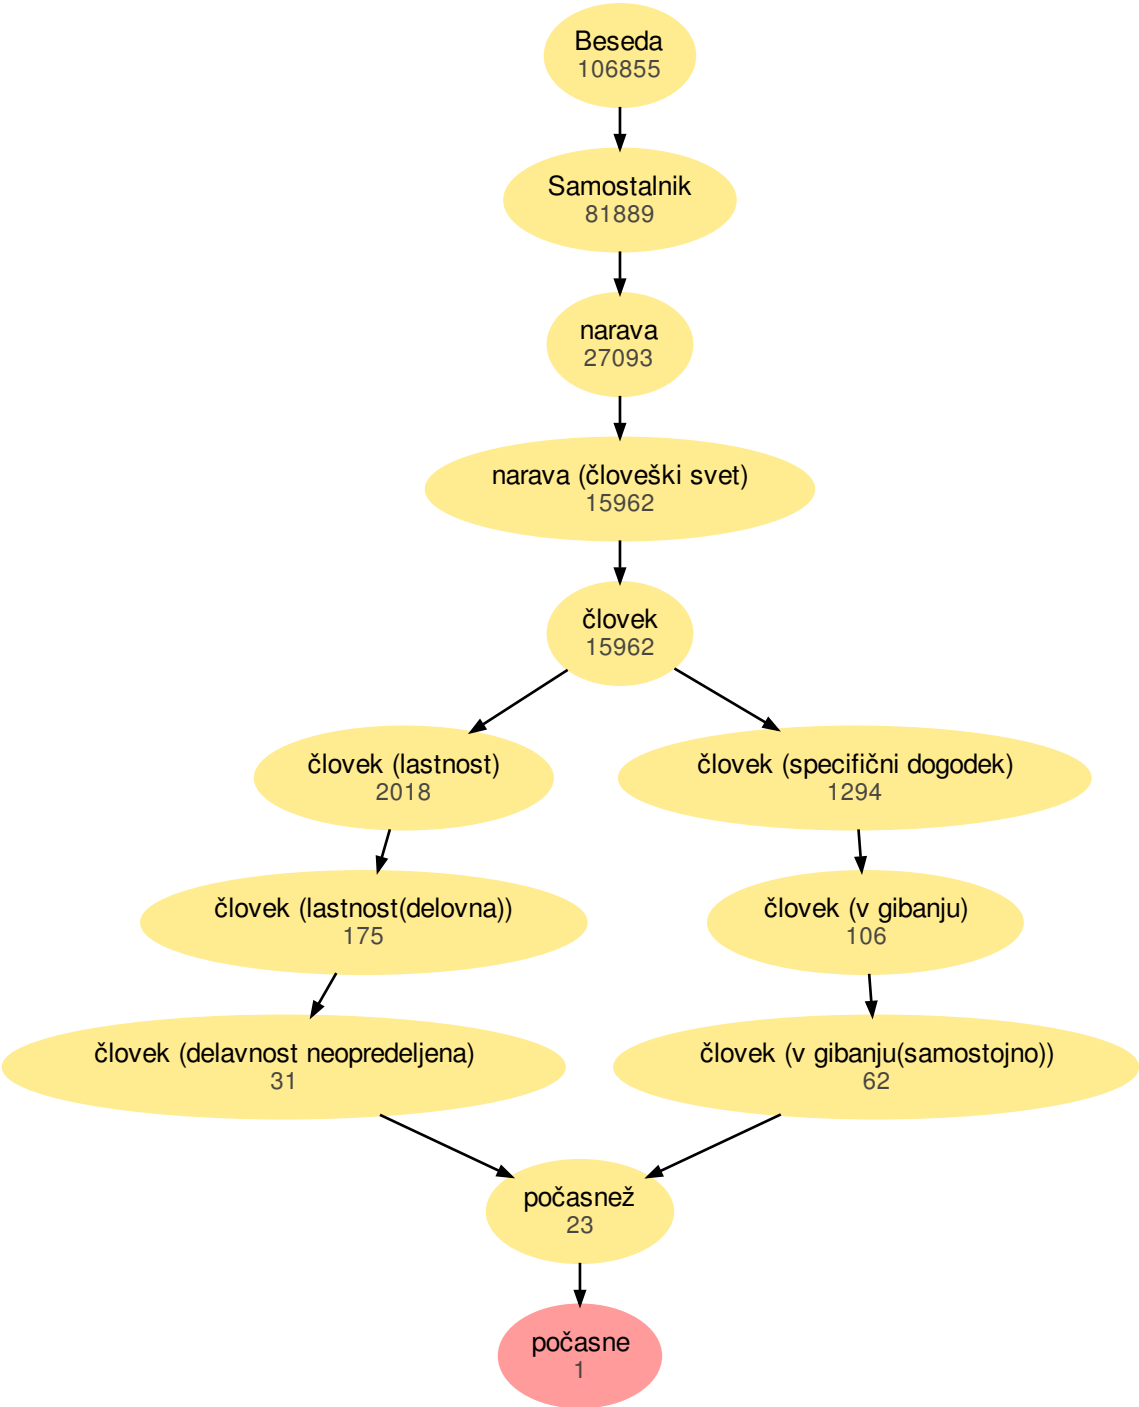 Beseda
106855
Samostalnik
81889
narava
27093
narava (človeški svet)
15962
človek
15962
človek (lastnost)
2018
človek (specifični dogodek)
1294
človek (lastnost(delovna))
175
človek (v gibanju)
106
človek (delavnost neopredeljena)
31
človek (v gibanju(samostojno))
62
počasnež
23
počasne
1